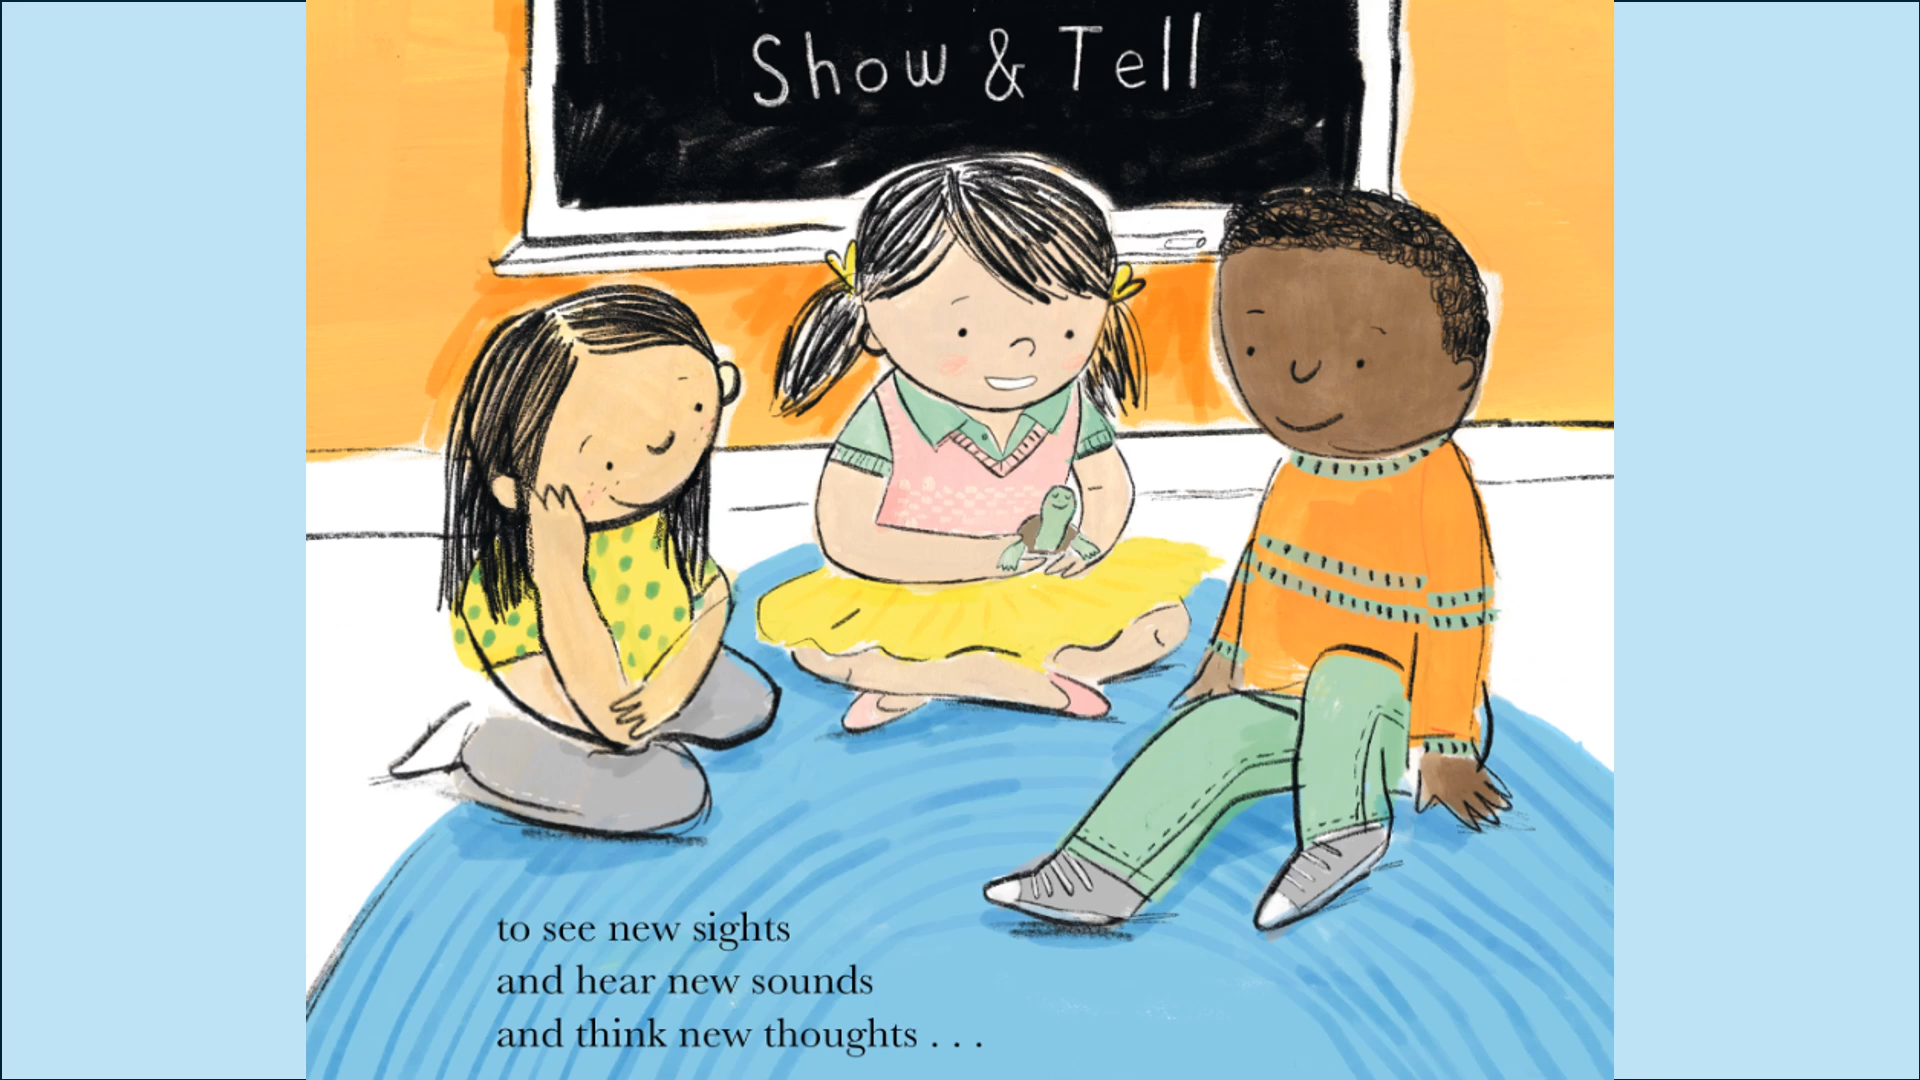 Show & Tell
to see new sights
and hear new sounds
and think new thoughts . . .